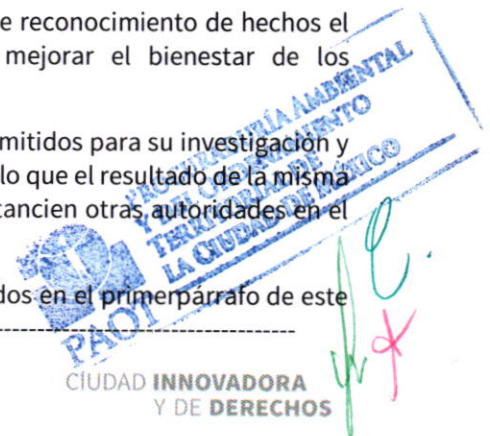 e reconocimiento de hechos el
mejorar el bienestar de los
mitidos para su investigación y
lo que el resultado de la misma
tancien otras autoridades en el
dos en el primerpárrafo de este
PROCURADURÍA AMBIENTAL
Y DEL ORDENAMIENTO
TERRITORIAL DE
LA CIUDAD DE MÉXICO
PAOT
CIUDAD INNOVADORA
Y DE DERECHOS